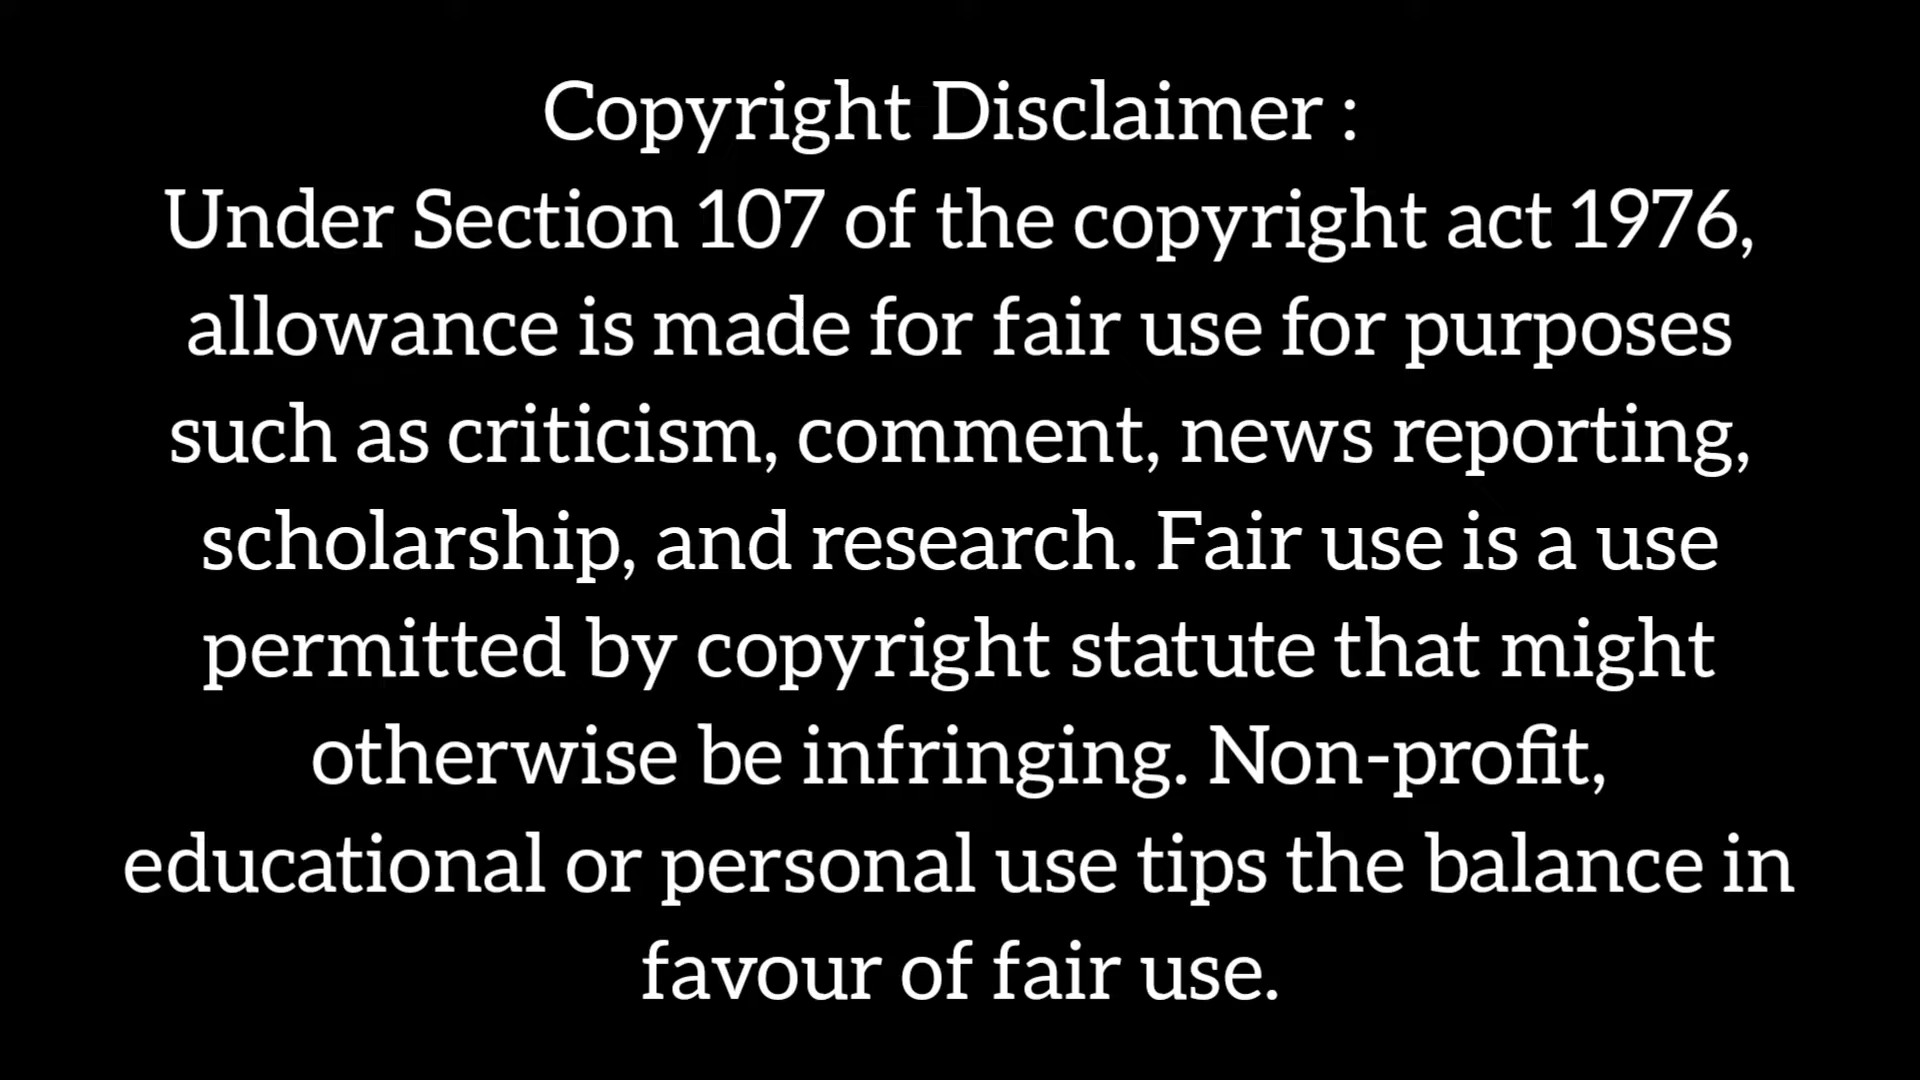 Copyright Disclaimer :
Under Section 107 of the copyright act 1976,
allowance is made for fair use for purposes
such as criticism, comment, news reporting,
scholarship, and research. Fair use is a use
permitted by copyright statute that might
otherwise be infringing. Non-profit,
educational or personal use tips the balance in
favour of fair use.